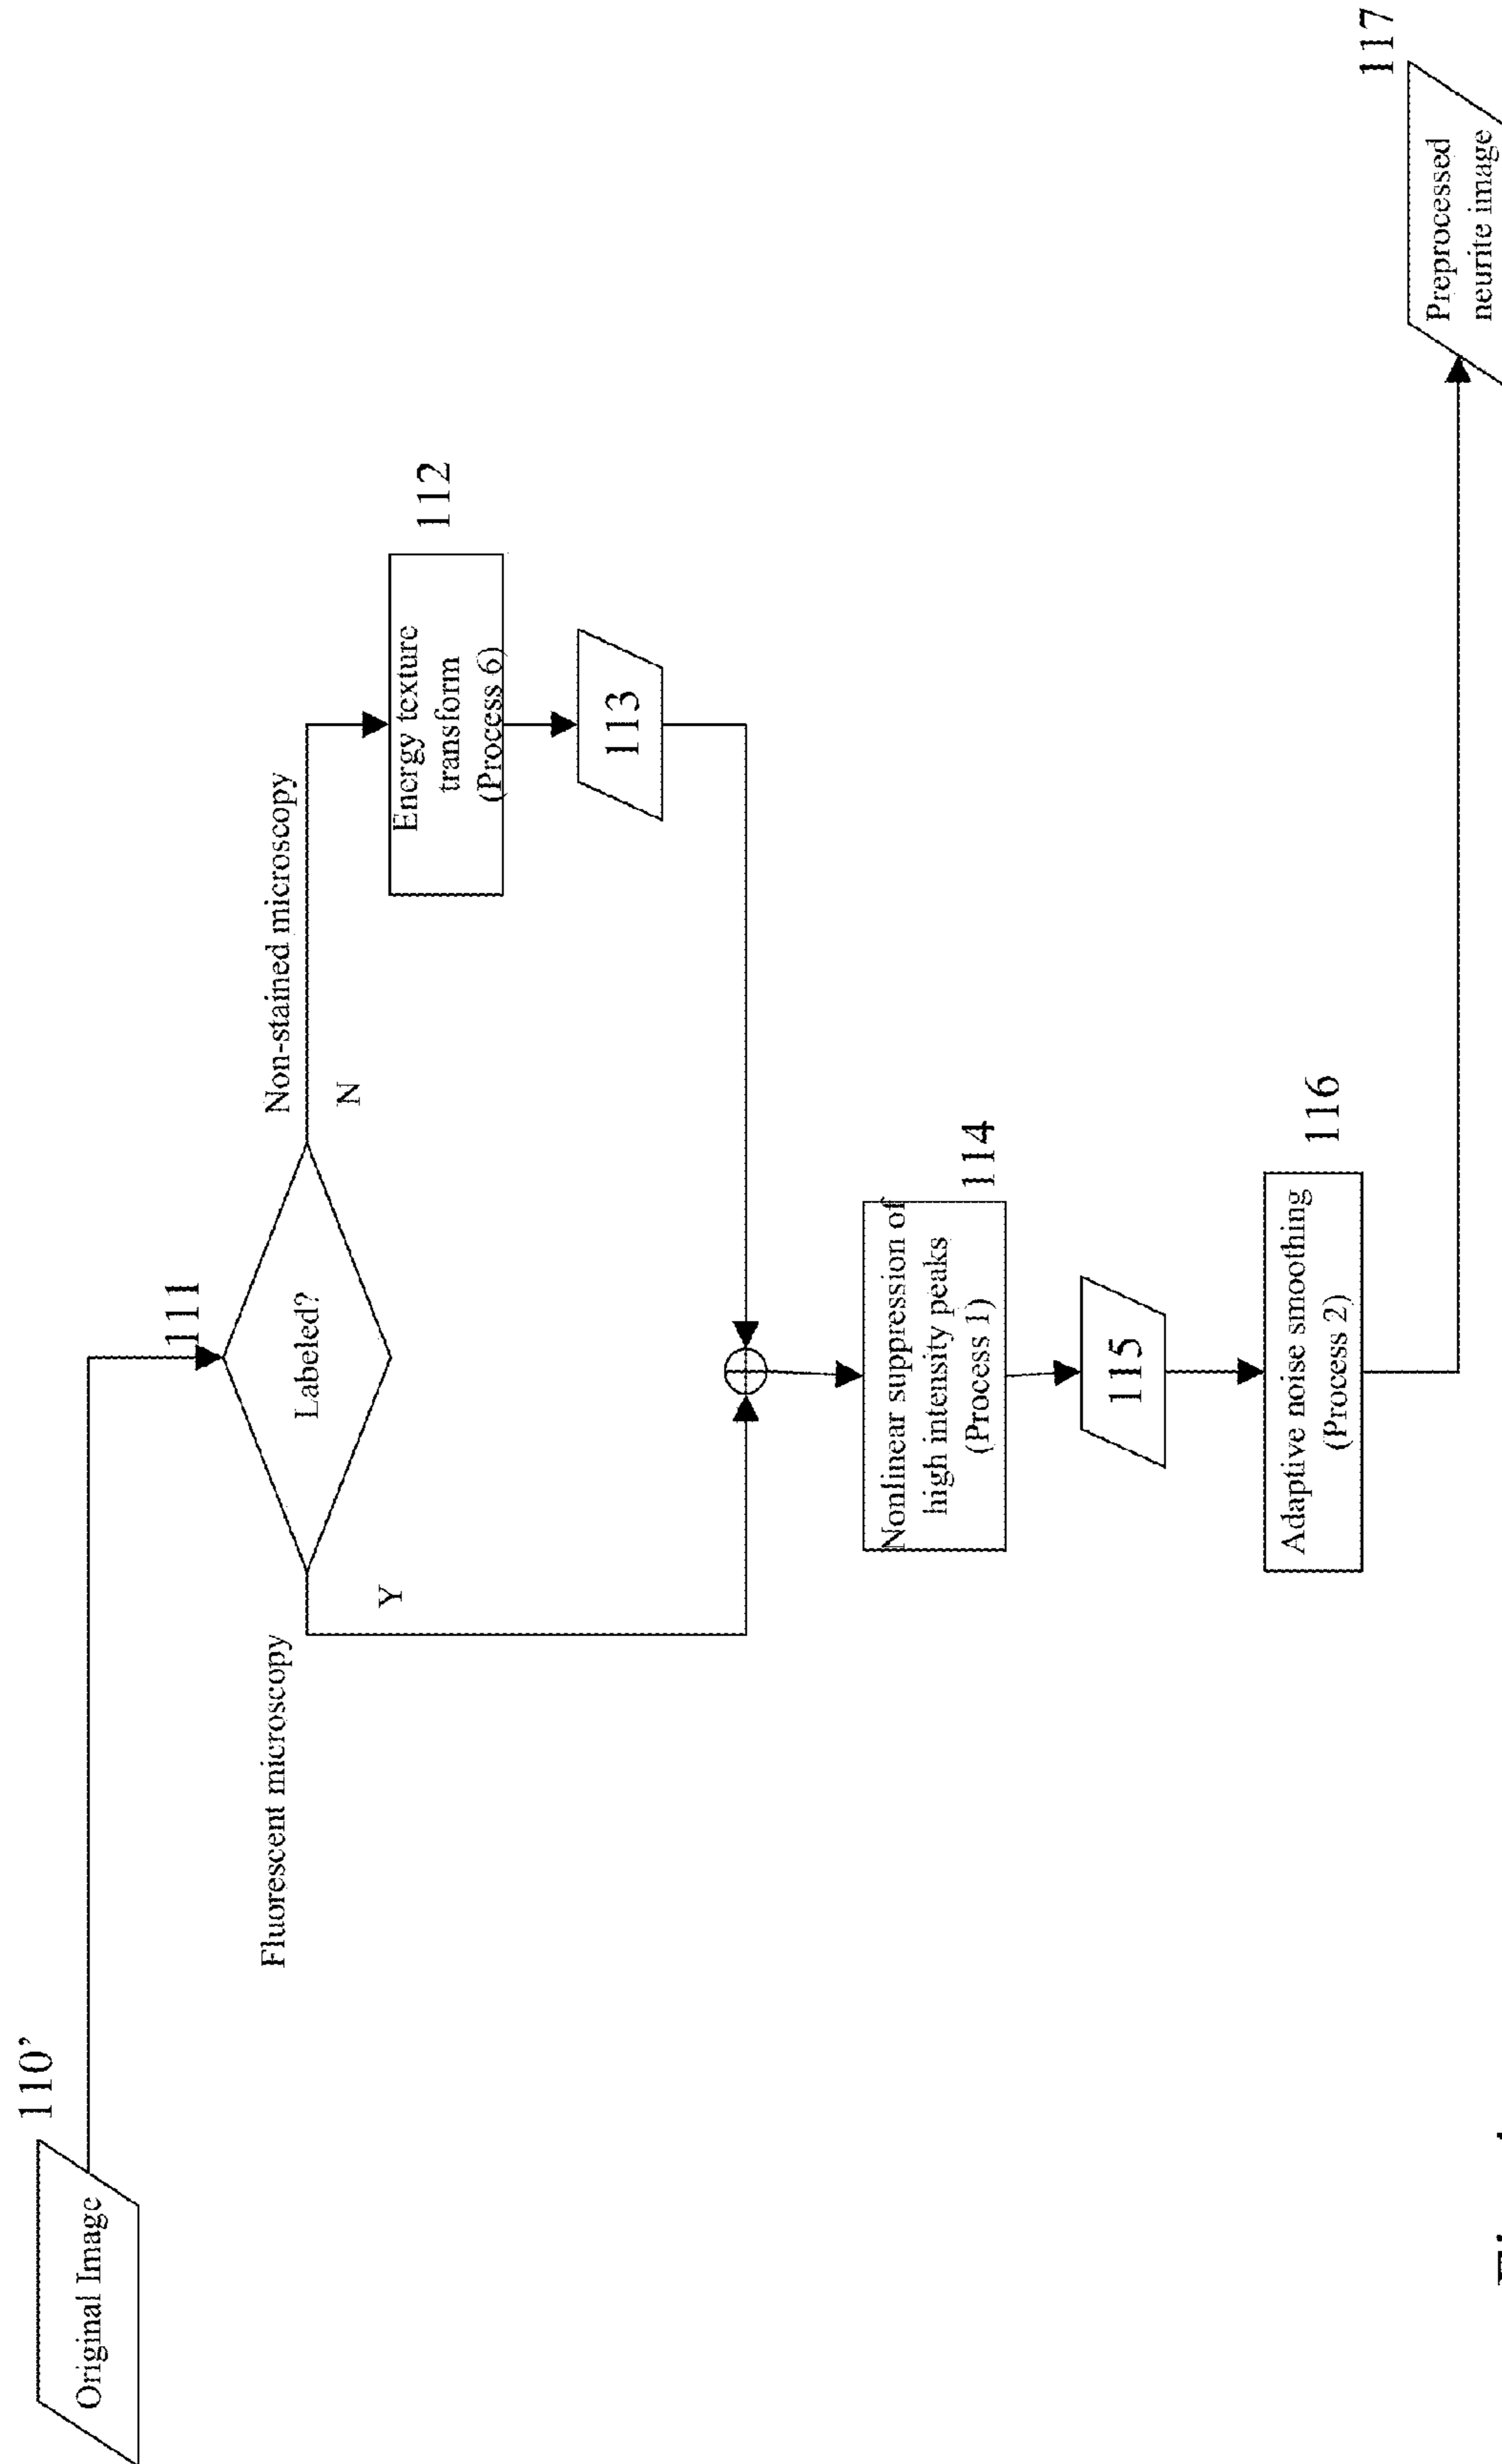 110’
Original Image
111
Labeled?
Fluorescent microscopy
Y
Non-stained microscopy
N
112
Energy texture
transform
(Process 6)
113
114
Nonlinear suppression of
high intensity peaks
(Process 1)
115
116
Adaptive noise smoothing
(Process 2)
117
Preprocessed
neurite image